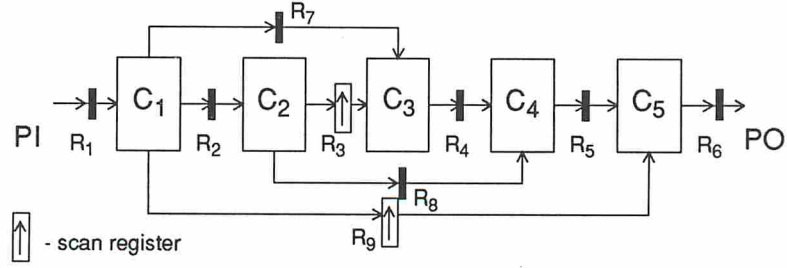 R7
C1 C2 C3 C4 C5
PI R1 R2 R3 R4 R5 R6 PO
R8
R9
- scan register